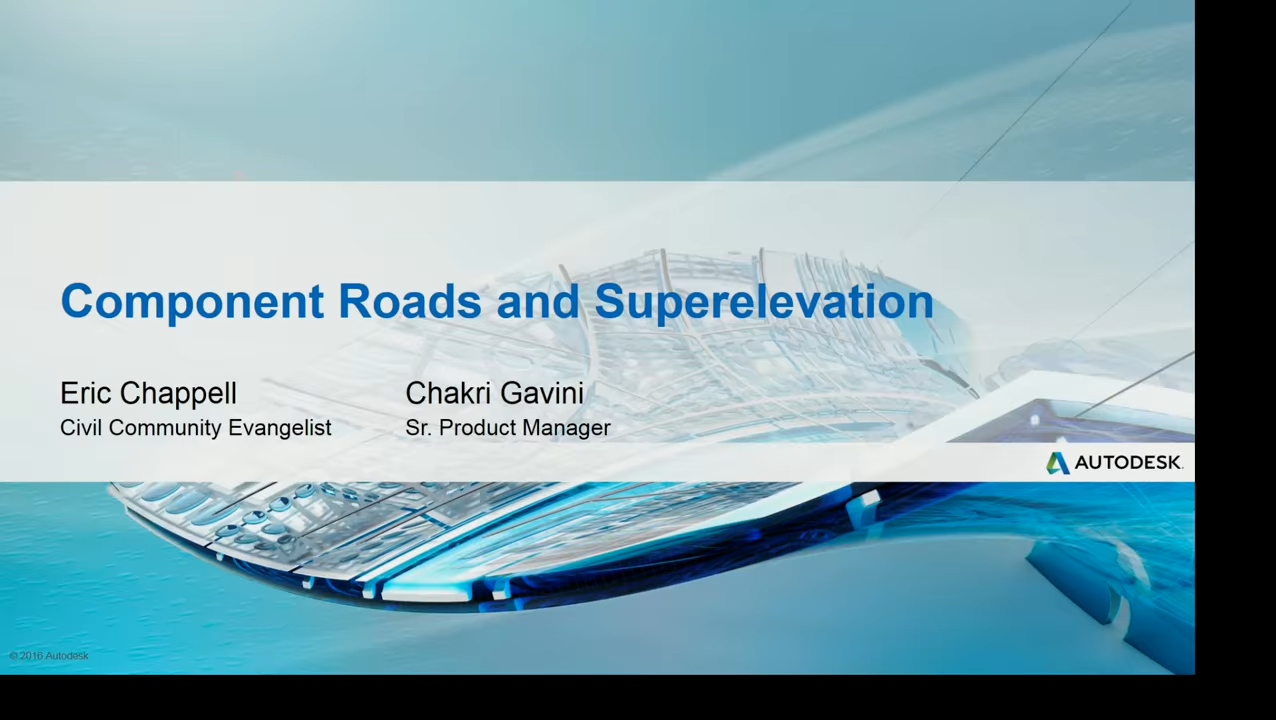 Component Roads and Superelevation
Eric Chappell
Civil Community Evangelist
Chakri Gavini
Sr. Product Manager
AUTODESK.
© 2016 Autodesk